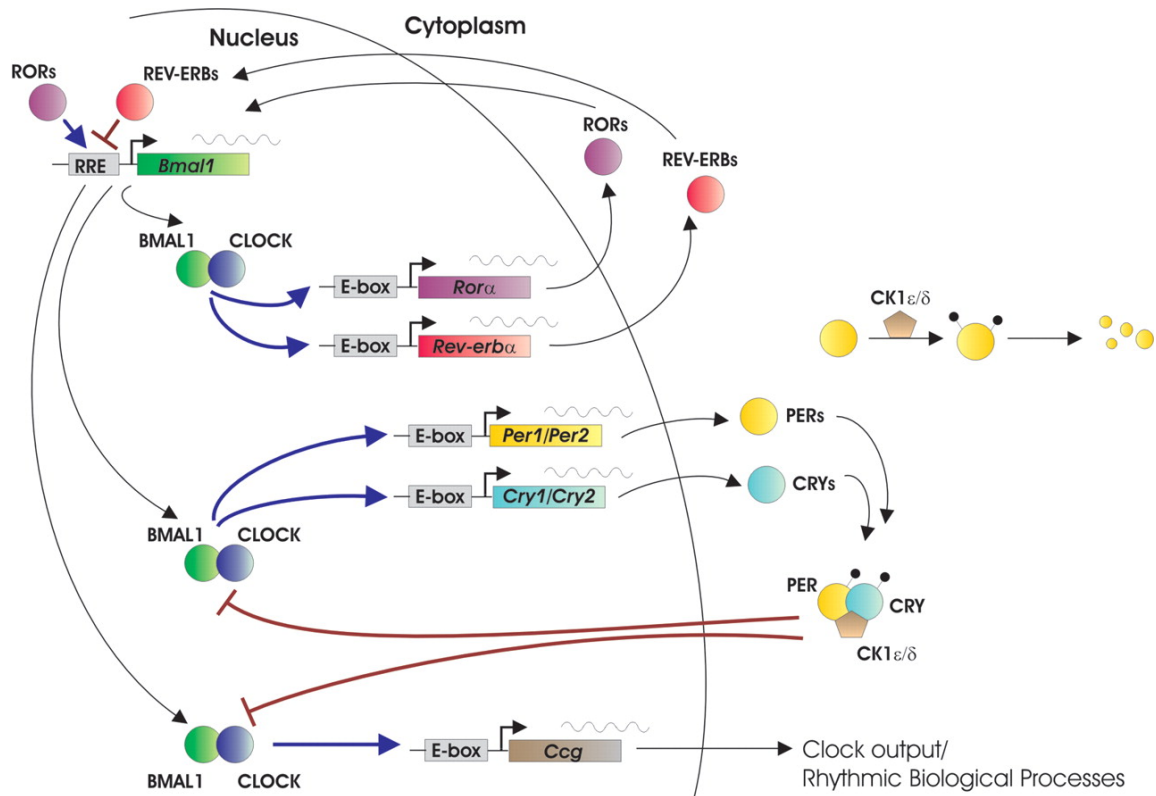 Nucleus
Cytoplasm
RORs
REV-ERBs
RRE
Bmal1
RORs
REV-ERBs
BMAL1
CLOCK
E-box
Rorα
E-box
Rev-erbα
CK1ε/δ
E-box
Per1/Per2
PERs
E-box
Cry1/Cry2
CRYs
BMAL1
CLOCK
PER
CRY
CK1ε/δ
E-box
Ccg
Clock output/
Rhythmic Biological Processes
BMAL1
CLOCK